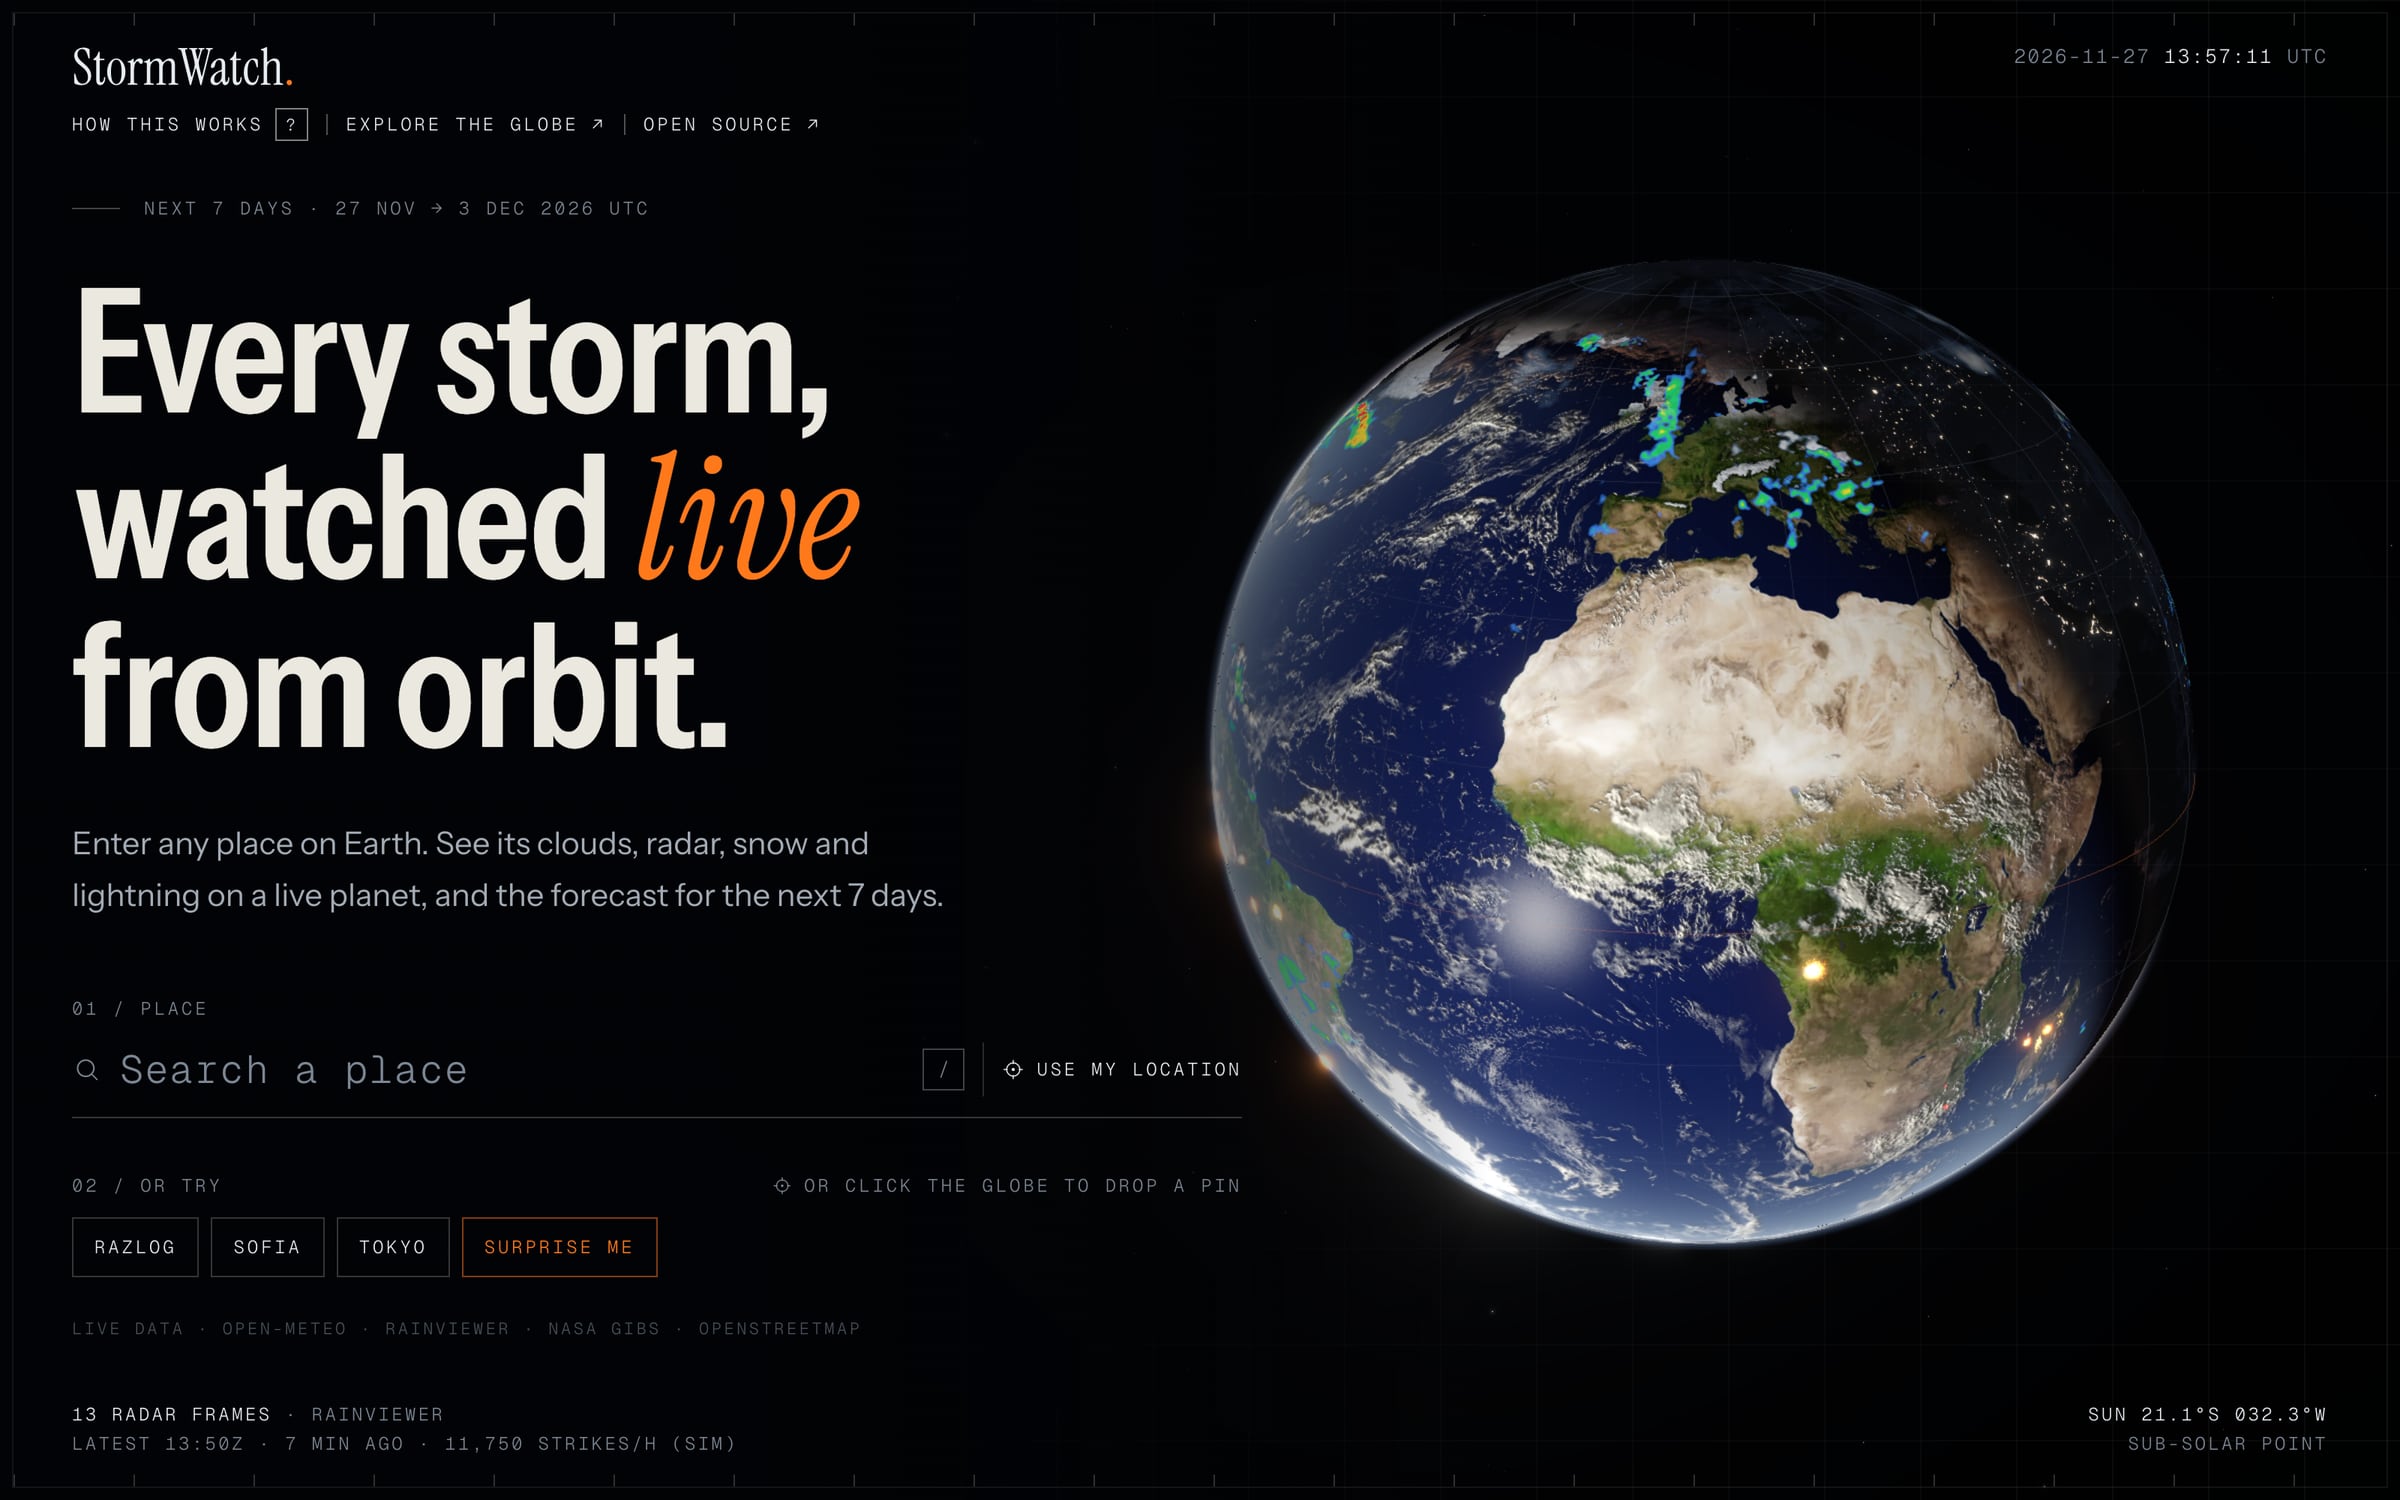 StormWatch.
2026-11-27 13:57:11 UTC
HOW THIS WORKS ? | EXPLORE THE GLOBE ↗ | OPEN SOURCE ↗
NEXT 7 DAYS · 27 NOV → 3 DEC 2026 UTC
Every storm,
watched live
from orbit.
Enter any place on Earth. See its clouds, radar, snow and
lightning on a live planet, and the forecast for the next 7 days.
01 / PLACE
Search a place
/
USE MY LOCATION
02 / OR TRY
OR CLICK THE GLOBE TO DROP A PIN
RAZLOG
SOFIA
TOKYO
SURPRISE ME
LIVE DATA · OPEN-METEO · RAINVIEWER · NASA GIBS · OPENSTREETMAP
13 RADAR FRAMES · RAINVIEWER
LATEST 13:50Z · 7 MIN AGO · 11,750 STRIKES/H (SIM)
SUN 21.1°S 032.3°W
SUB-SOLAR POINT